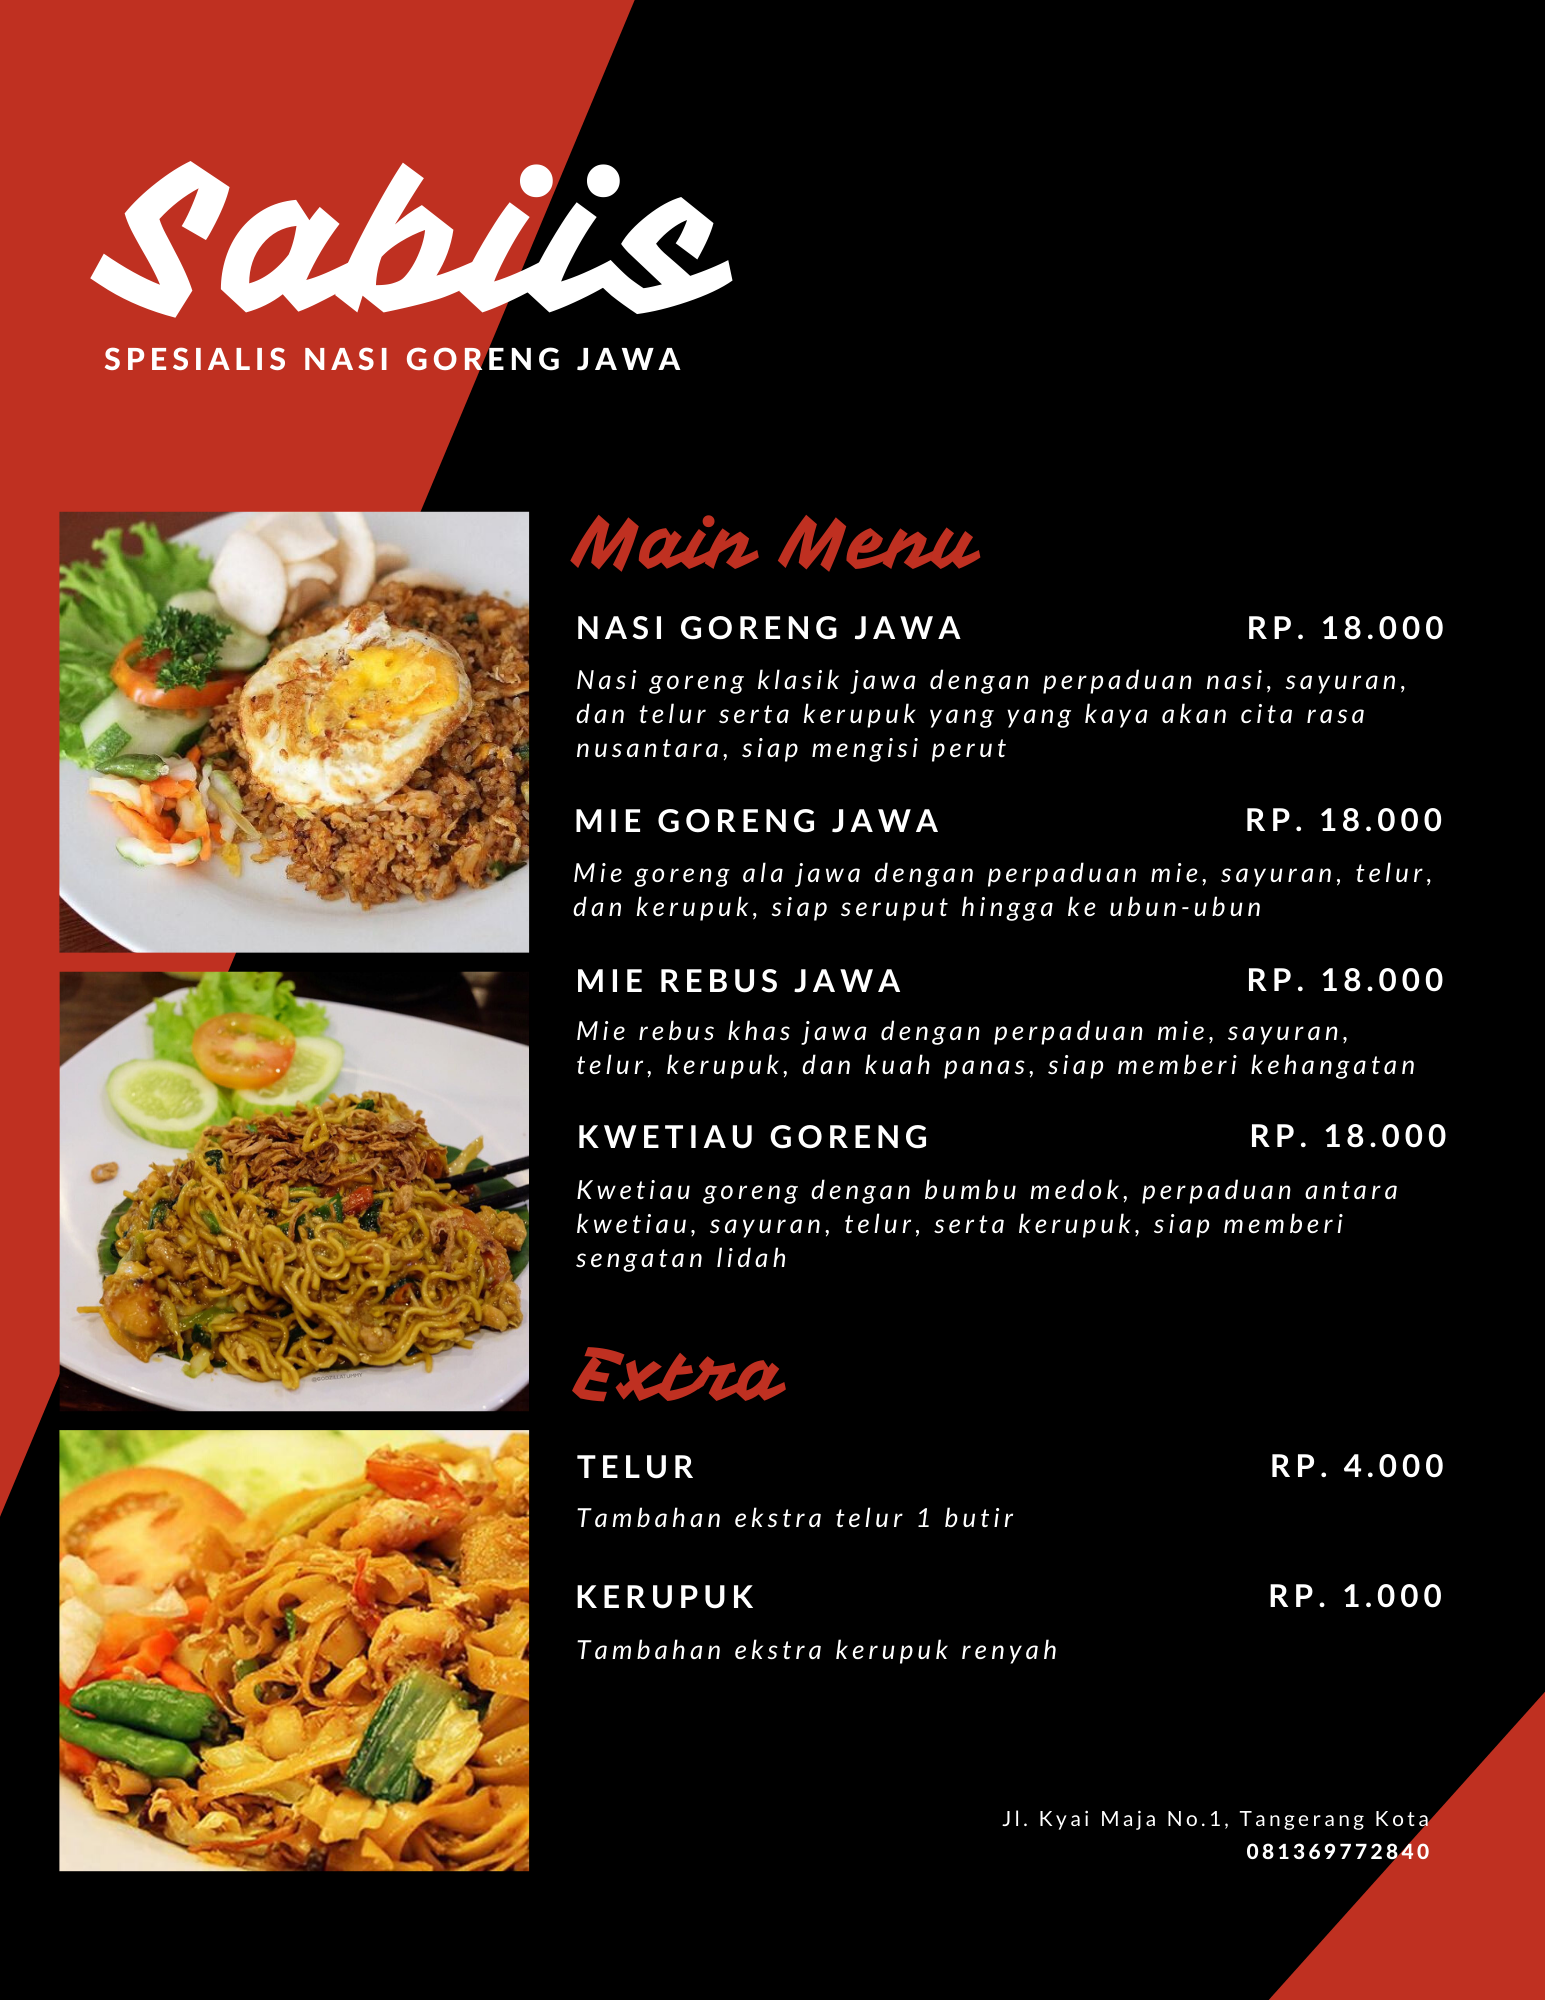 Sabiis
SPESIALIS NASI GORENG JAWA
Main Menu
NASI GORENG JAWA RP. 18.000
Nasi goreng klasik jawa dengan perpaduan nasi, sayuran,
dan telur serta kerupuk yang yang kaya akan cita rasa
nusantara, siap mengisi perut
MIE GORENG JAWA RP. 18.000
Mie goreng ala jawa dengan perpaduan mie, sayuran, telur,
dan kerupuk, siap seruput hingga ke ubun-ubun
MIE REBUS JAWA RP. 18.000
Mie rebus khas jawa dengan perpaduan mie, sayuran,
telur, kerupuk, dan kuah panas, siap memberi kehangatan
KWETIAU GORENG RP. 18.000
Kwetiau goreng dengan bumbu medok, perpaduan antara
kwetiau, sayuran, telur, serta kerupuk, siap memberi
sengatan lidah
Extra
TELUR RP. 4.000
Tambahan ekstra telur 1 butir
KERUPUK RP. 1.000
Tambahan ekstra kerupuk renyah
Jl. Kyai Maja No.1, Tangerang Kota
081369772840